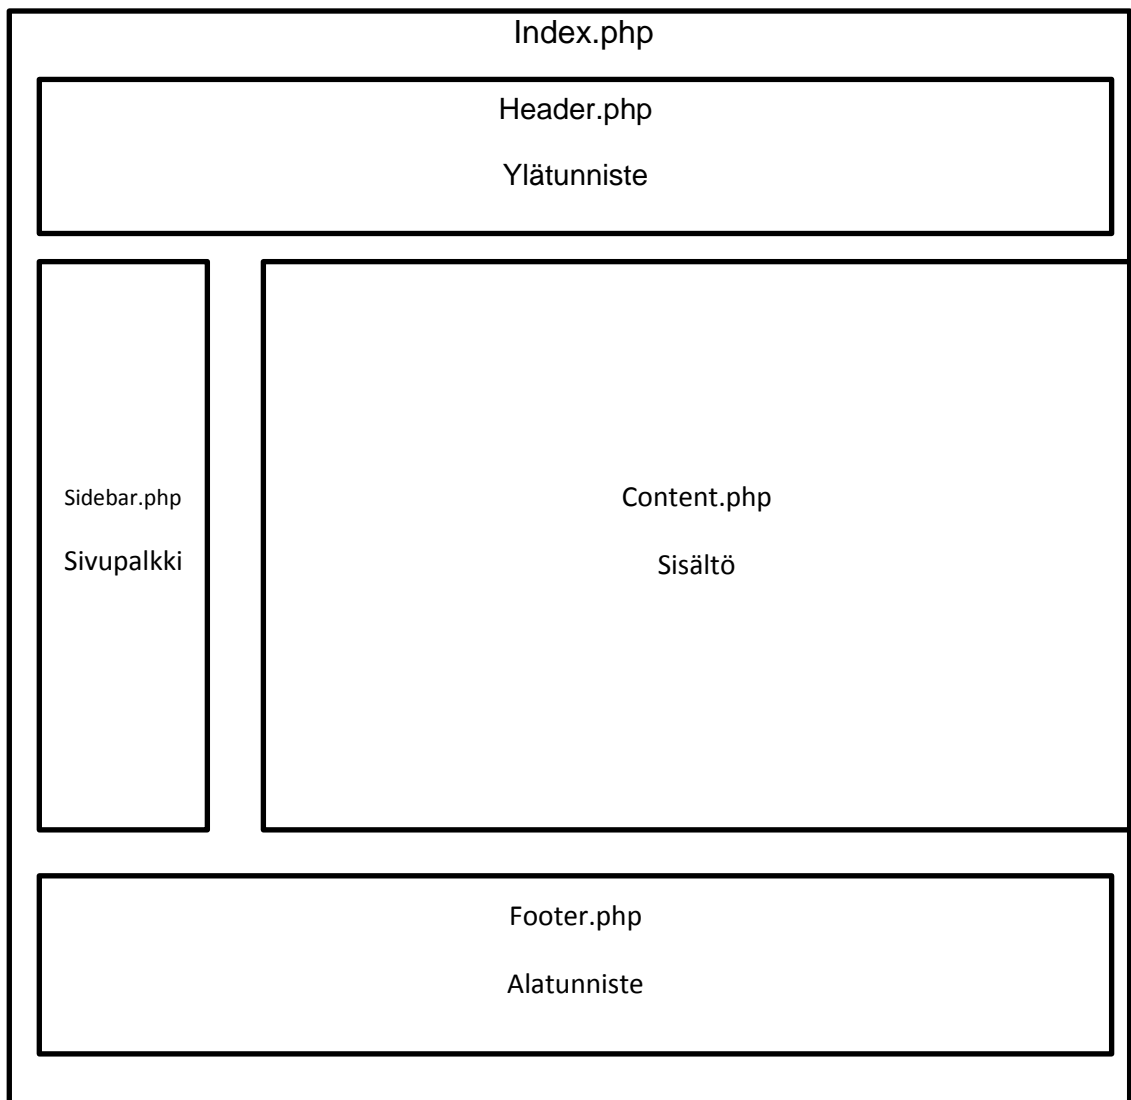 Index.php
Header.php
Ylätunniste
Sidebar.php
Sivupalkki
Content.php
Sisältö
Footer.php
Alatunniste